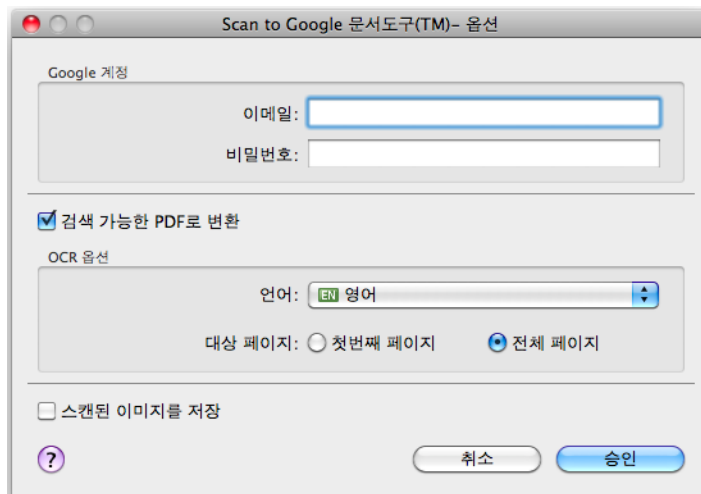 Scan to Google 문서도구(TM)– 옵션
Google 계정
이메일:
비밀번호:
검색 가능한 PDF로 변환
OCR 옵션
언어: EN 영어
대상 페이지: 첫번째 페이지 전체 페이지
스캔된 이미지를 저장
? 취소 승인